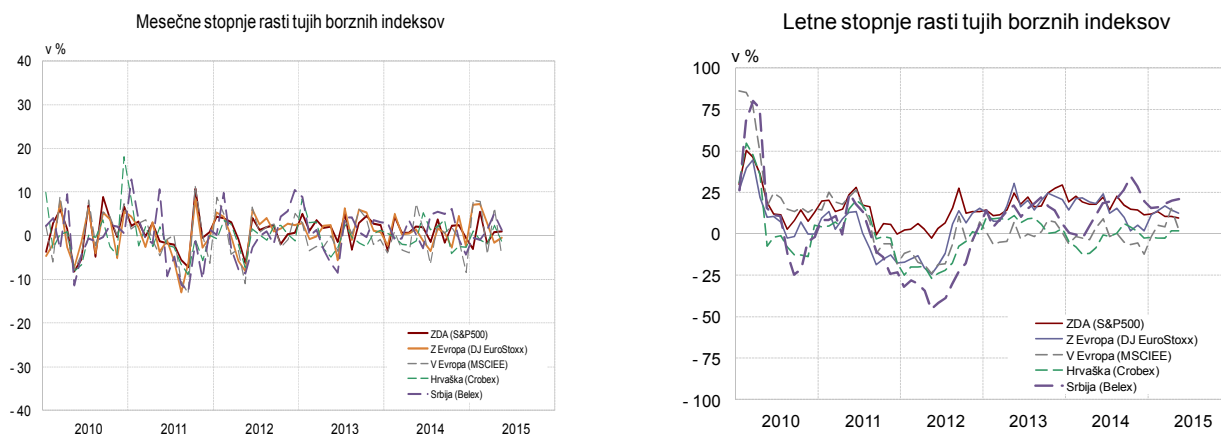 Mesečne stopnje rasti tujih borznih indeksov
v %
40
30
20
10
0
- 10
- 20
- 30
- 40
ZDA (S&P500)
Z Evropa (DJ EuroStoxx)
V Evropa (MSCIEE)
Hrvaška (Crobex)
Srbija (Belex)
2010 2011 2012 2013 2014 2015
Letne stopnje rasti tujih borznih indeksov
v %
100
75
50
25
0
- 25
- 50
- 75
- 100
ZDA (S&P500)
Z Evropa (DJ EuroStoxx)
V Evropa (MSCIEE)
Hrvaška (Crobex)
Srbija (Belex)
2010 2011 2012 2013 2014 2015